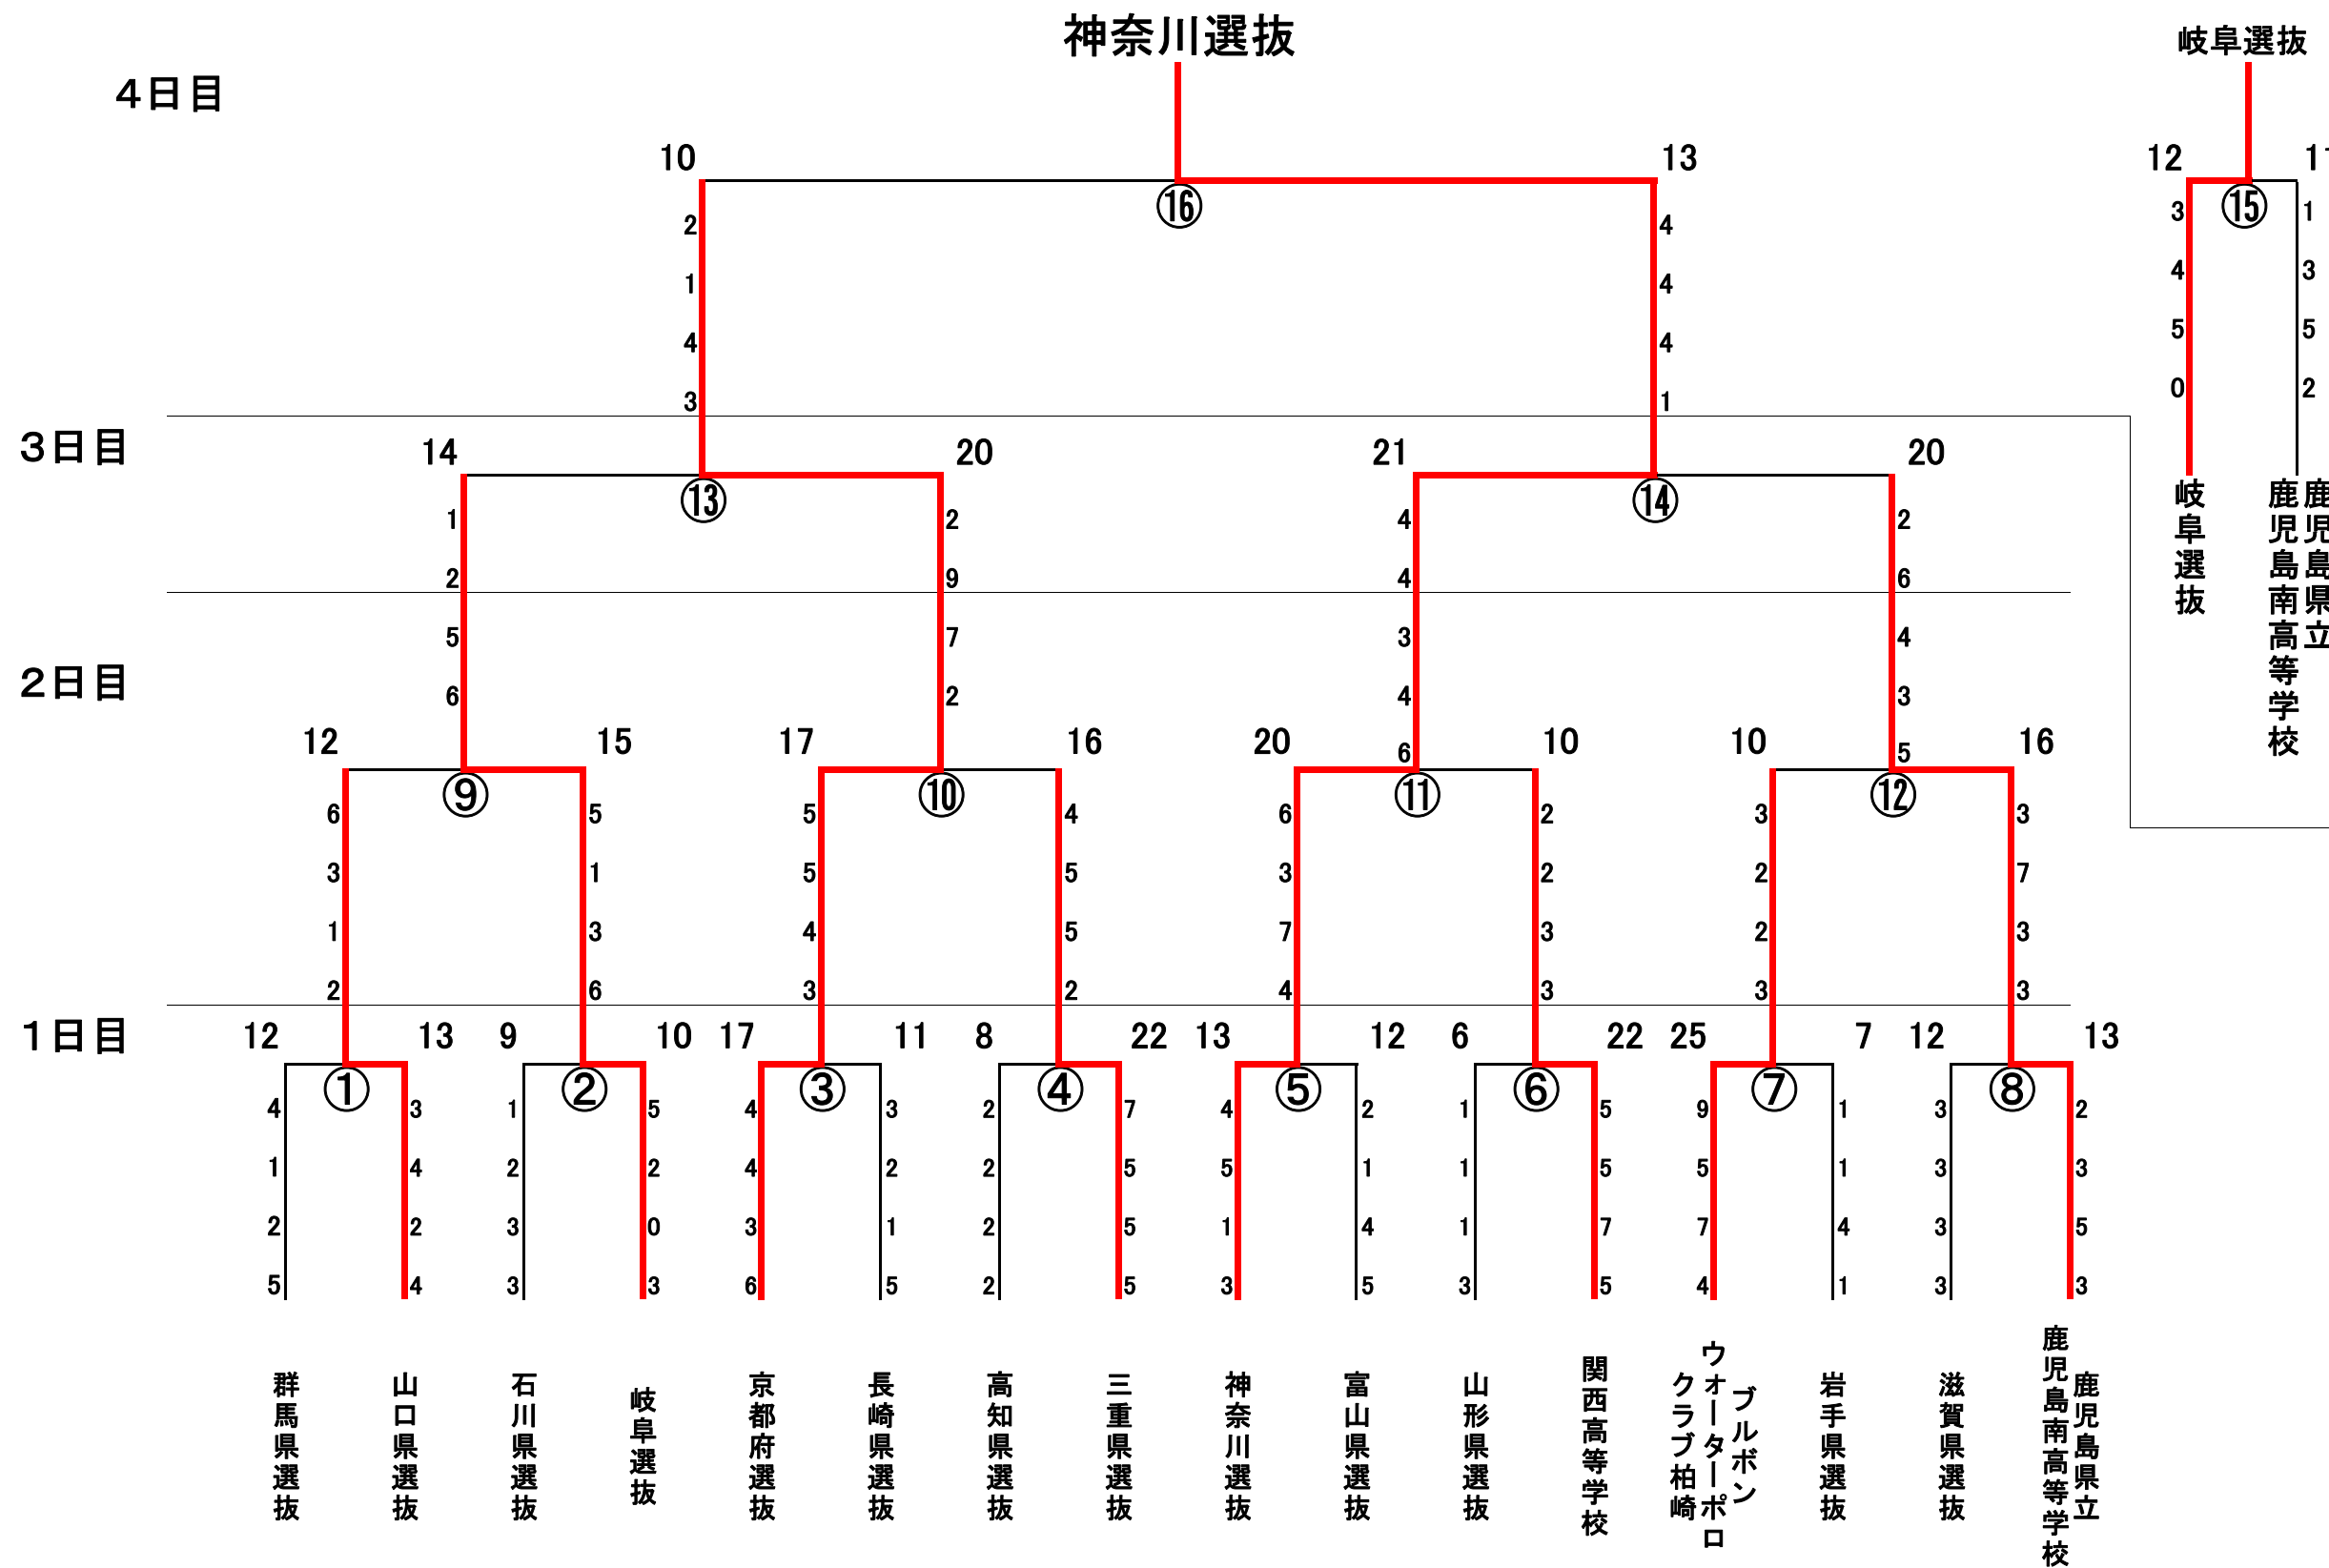 神奈川選抜
岐阜選抜
４日目
10 13
12
⑯
⑮
2 4
3 1
1 4
4 3
4 4
5 5
3 1
0 2
３日目
14 20 21 20
⑬ ⑭
岐阜選抜
鹿児島県立
鹿児島南高等学校
1 2 4 2
2 9 4 6
２日目
5 7 3 4
6 2 4 3
6 5
12 15 17 16 20 10 10 16
⑨ ⑩ ⑪ ⑫
6 5 5 4 6 2 3 3
3 1 5 5 3 2 2 7
1 3 4 5 7 3 2 3
2 6 3 2 4 3 3 3
１日目
12 13 9 10 17 11 8 22 13 12 6 22 25 7 12 13
① ② ③ ④ ⑤ ⑥ ⑦ ⑧
4 3 1 5 4 3 2 7 4 2 1 5 9 1 3 2
1 4 2 2 4 2 2 5 5 1 1 5 5 1 3 3
2 2 3 0 3 1 2 5 1 4 1 7 7 4 3 5
5 4 3 3 6 5 2 5 3 5 3 5 4 1 3 3
群馬県選抜
山口県選抜
石川県選抜
岐阜選抜
京都府選抜
長崎県選抜
高知県選抜
三重県選抜
神奈川選抜
富山県選抜
山形県選抜
関西高等学校
ブルボン
ウォーターポロ
クラブ柏崎
岩手県選抜
滋賀県選抜
鹿児島県立
鹿児島南高等学校